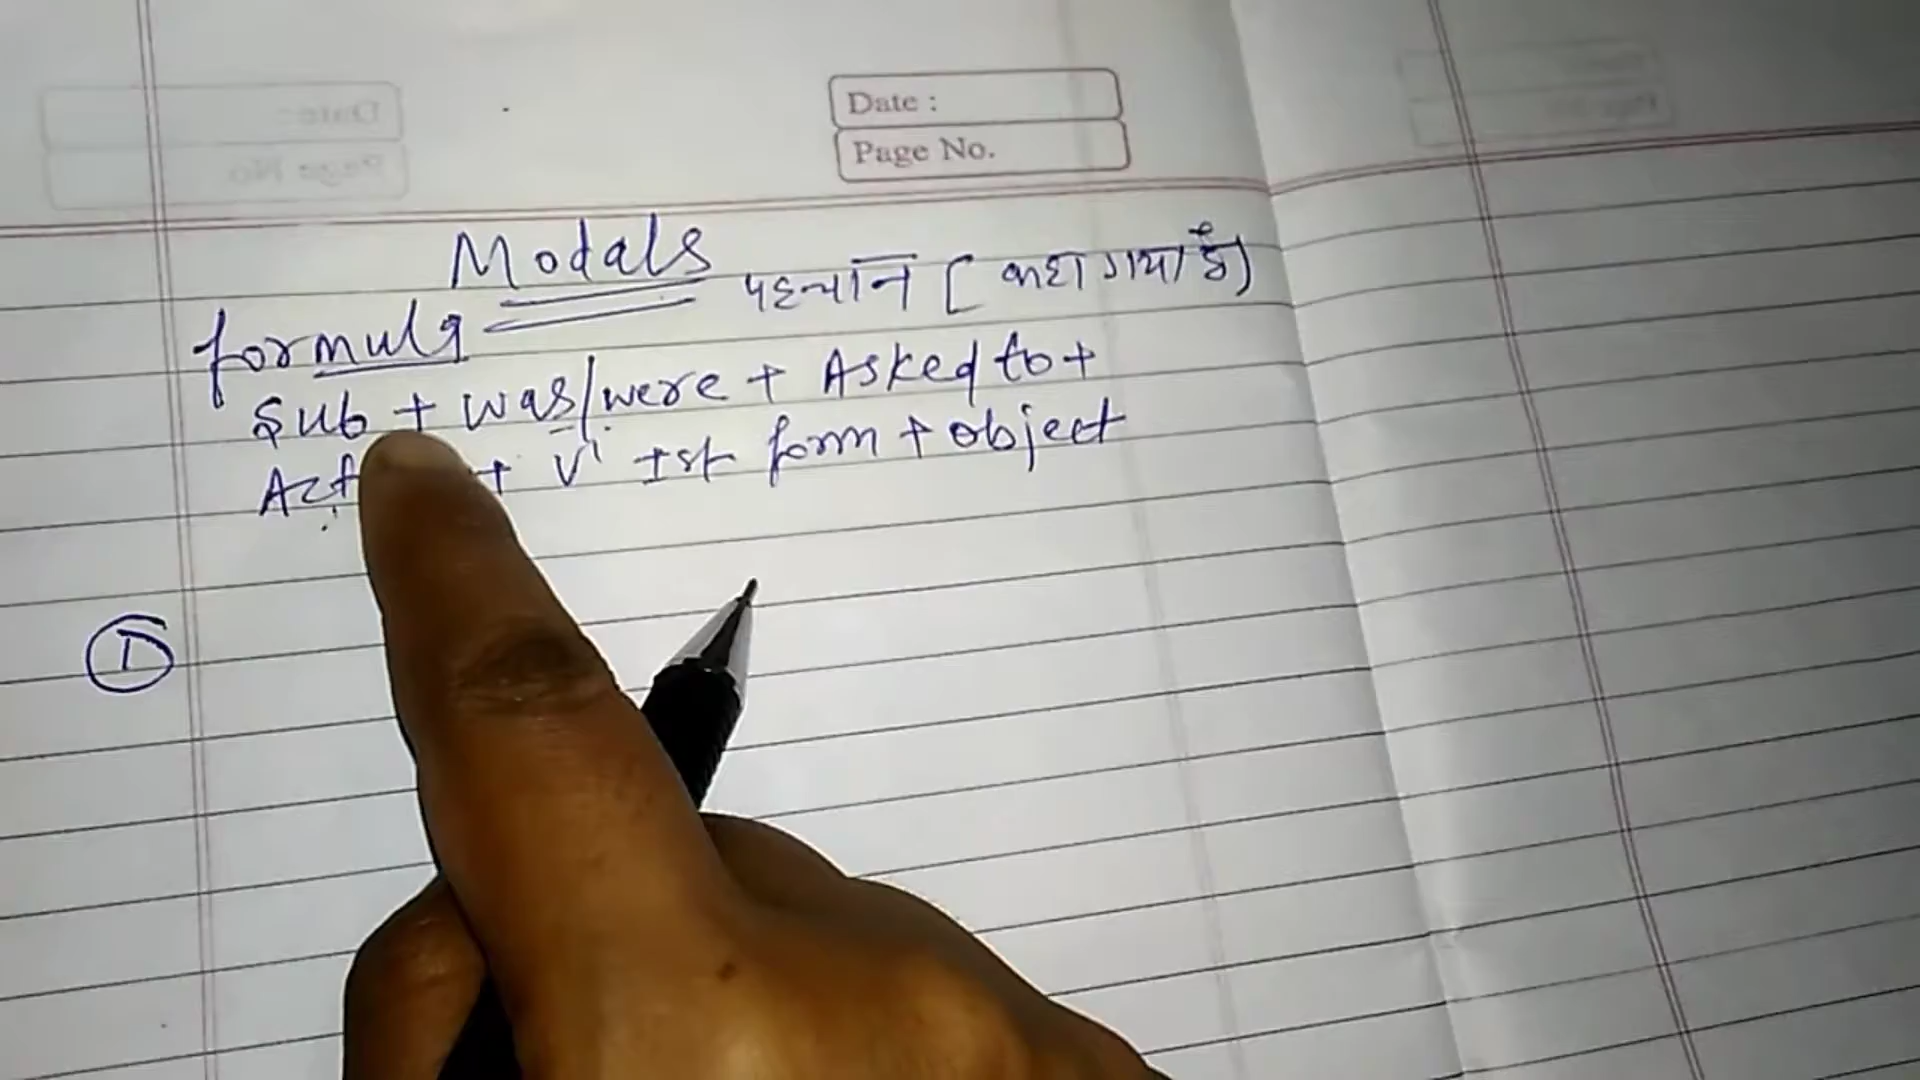 Date :
Page No.
Modals
पहचान [ कहा गया है)
formula
Sub + was/were + Asked to +
+ V¹ Ist form + object
①